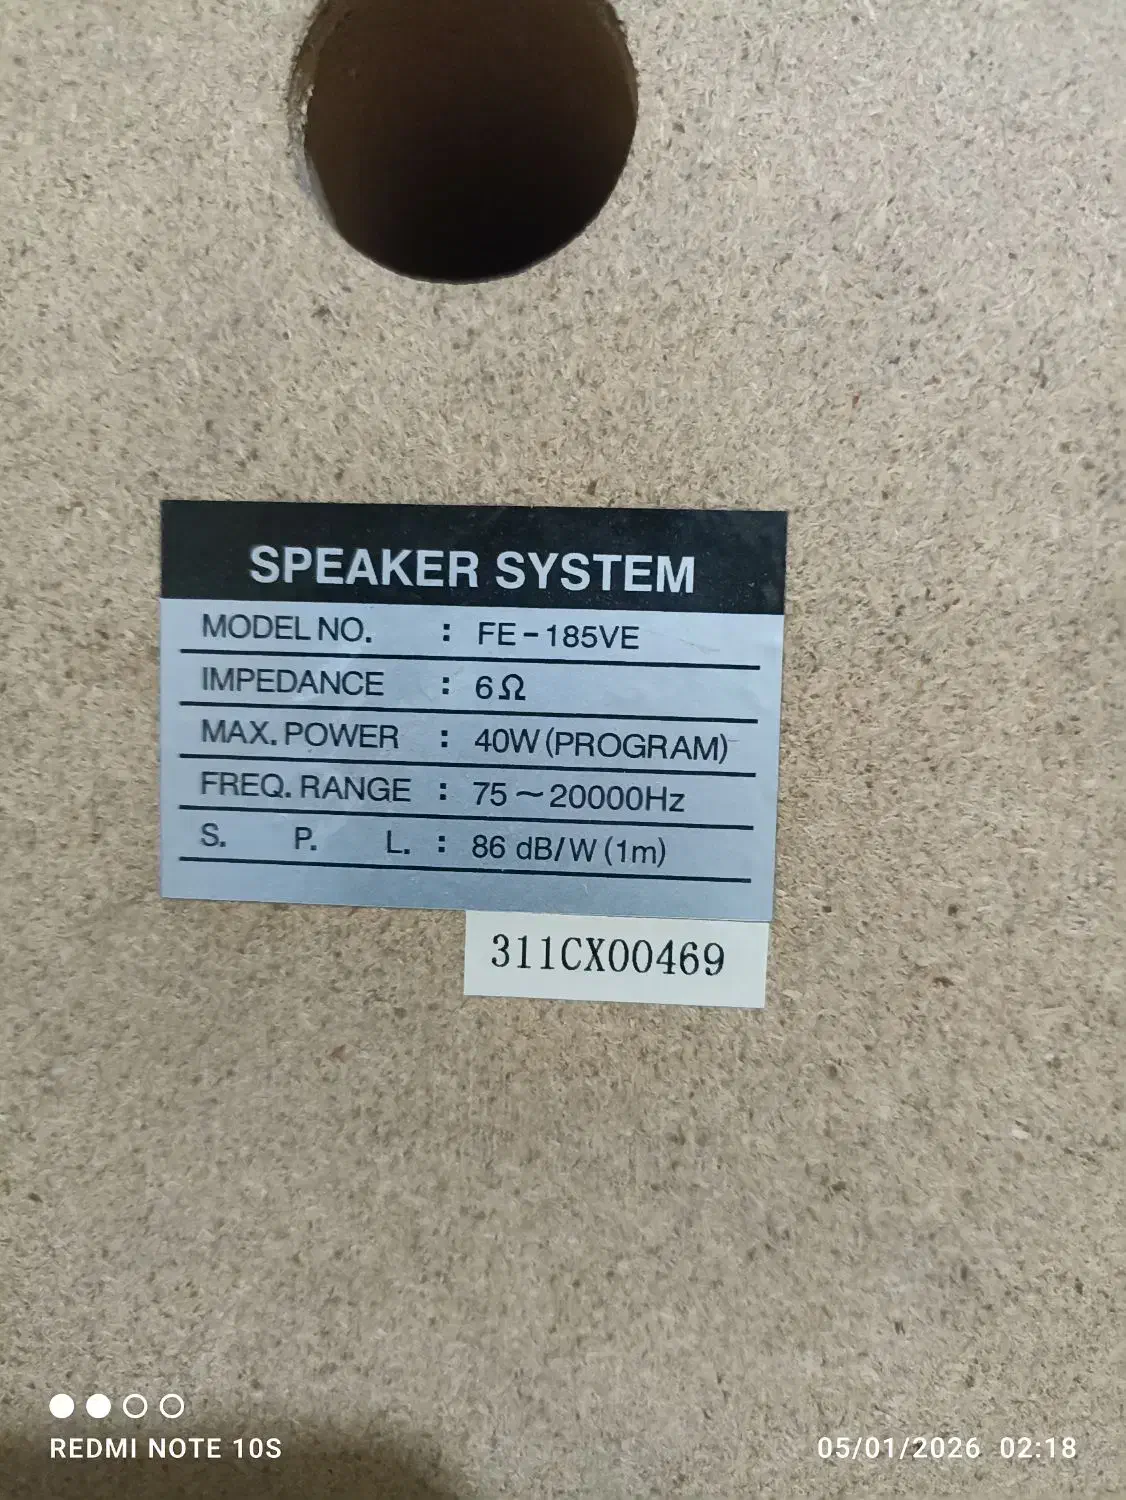 SPEAKER SYSTEM
MODEL NO. : FE-185VE
IMPEDANCE : 6Ω
MAX. POWER : 40W (PROGRAM)
FREQ. RANGE : 75~20000Hz
S. P. L. : 86 dB/W (1m)
311CX00469
REDMI NOTE 10S
05/01/2026 02:18